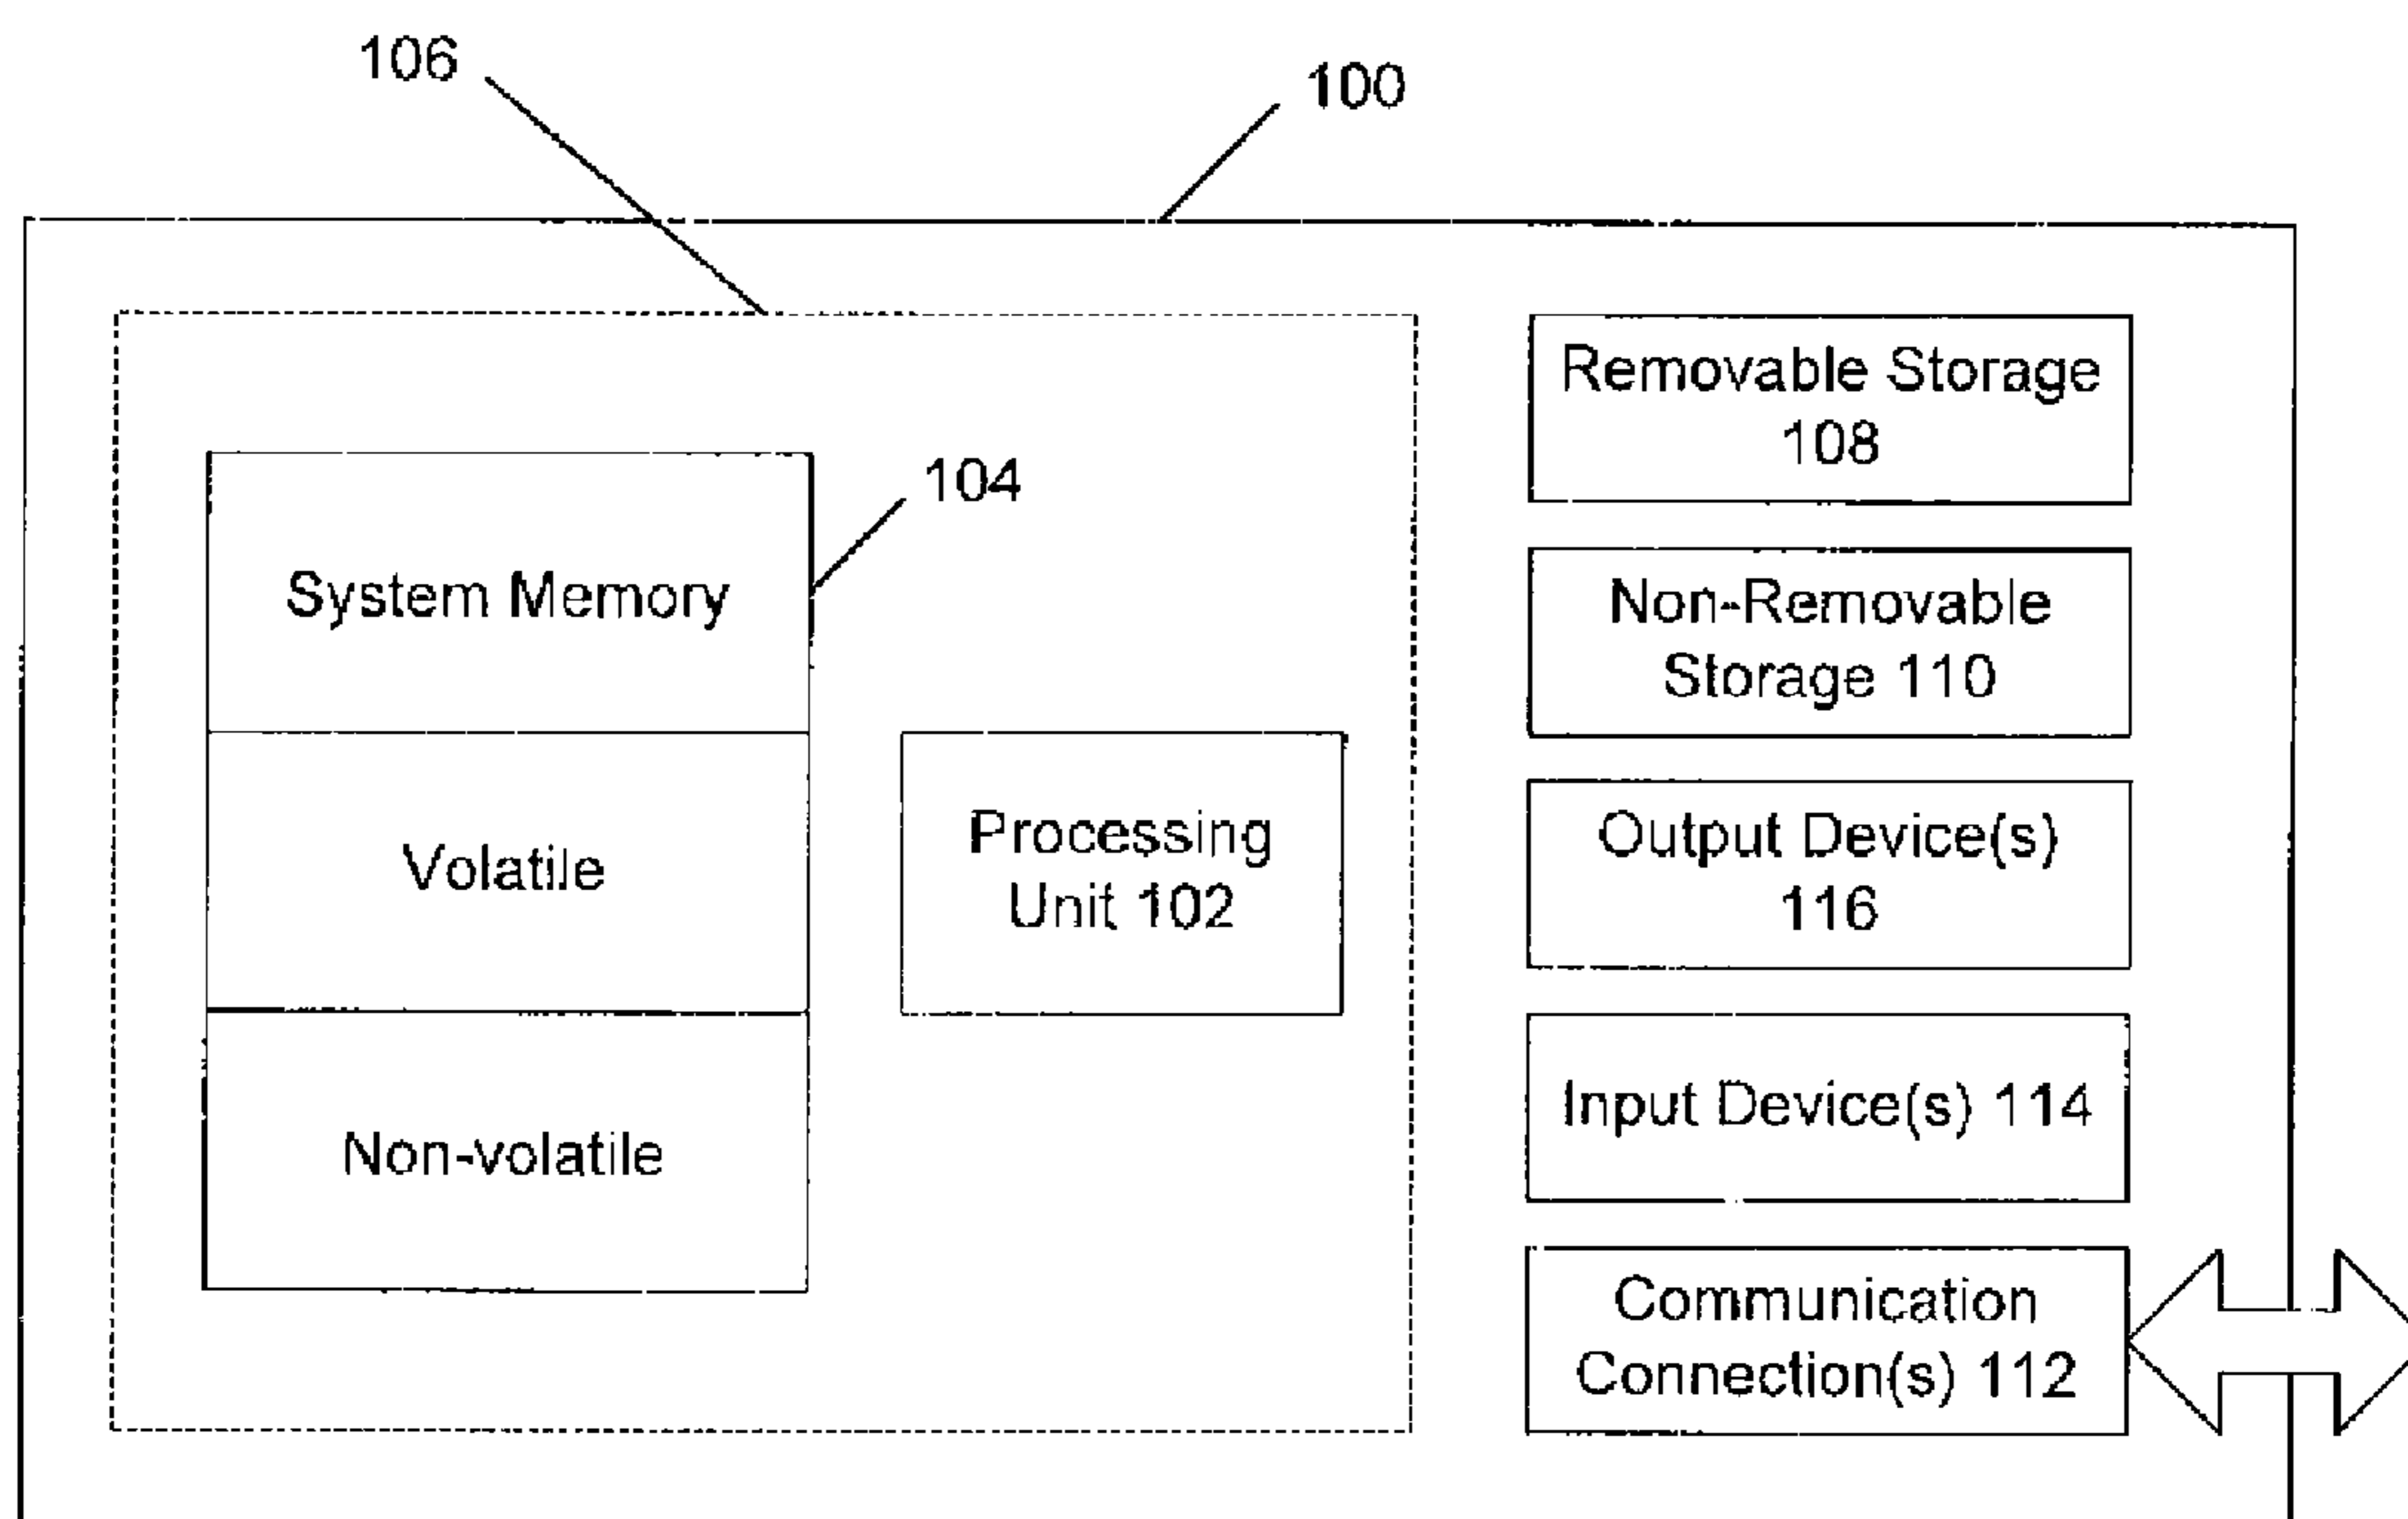 106
100
104
System Memory
Volatile
Non-volatile
Processing
Unit 102
Removable Storage
108
Non-Removable
Storage 110
Output Device(s)
116
Input Device(s) 114
Communication
Connection(s) 112